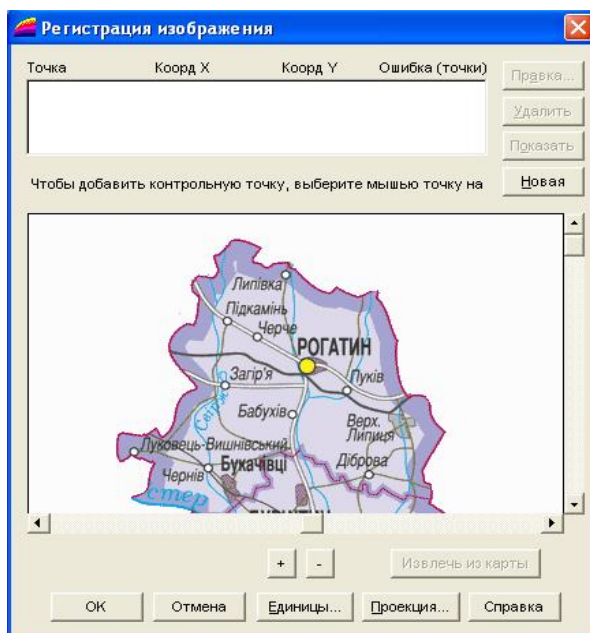 Регистрация изображения
Точка Коорд X Коорд Y Ошибка (точки)
Правка...
Удалить
Показать
Чтобы добавить контрольную точку, выберите мышью точку на
Новая
Липівка
Підкамінь
Черче
РОГАТИН
Загір'я
Луків
Бабухів
Верх.
Липиця
Луковець-Вишнівський
Діброва
Чернів
Букачівці
+ -
Извлечь из карты
OK Отмена Единицы... Проекция... Справка